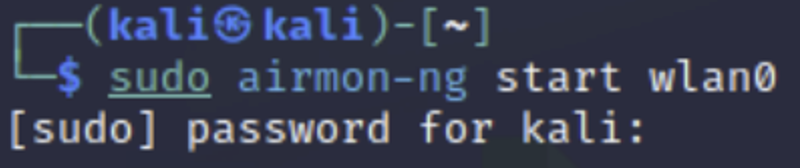 ┌──(kali㉿kali)-[~]
└─$ sudo airmon-ng start wlan0
[sudo] password for kali: